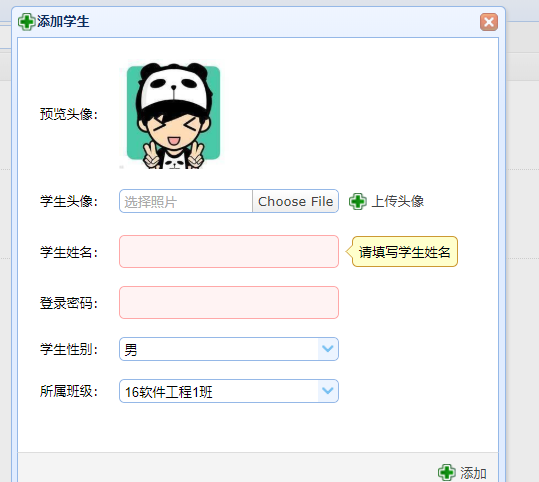 添加学生
预览头像:
学生头像: 选择照片 Choose File 上传头像
学生姓名: 请填写学生姓名
登录密码:
学生性别: 男
所属班级: 16软件工程1班
添加